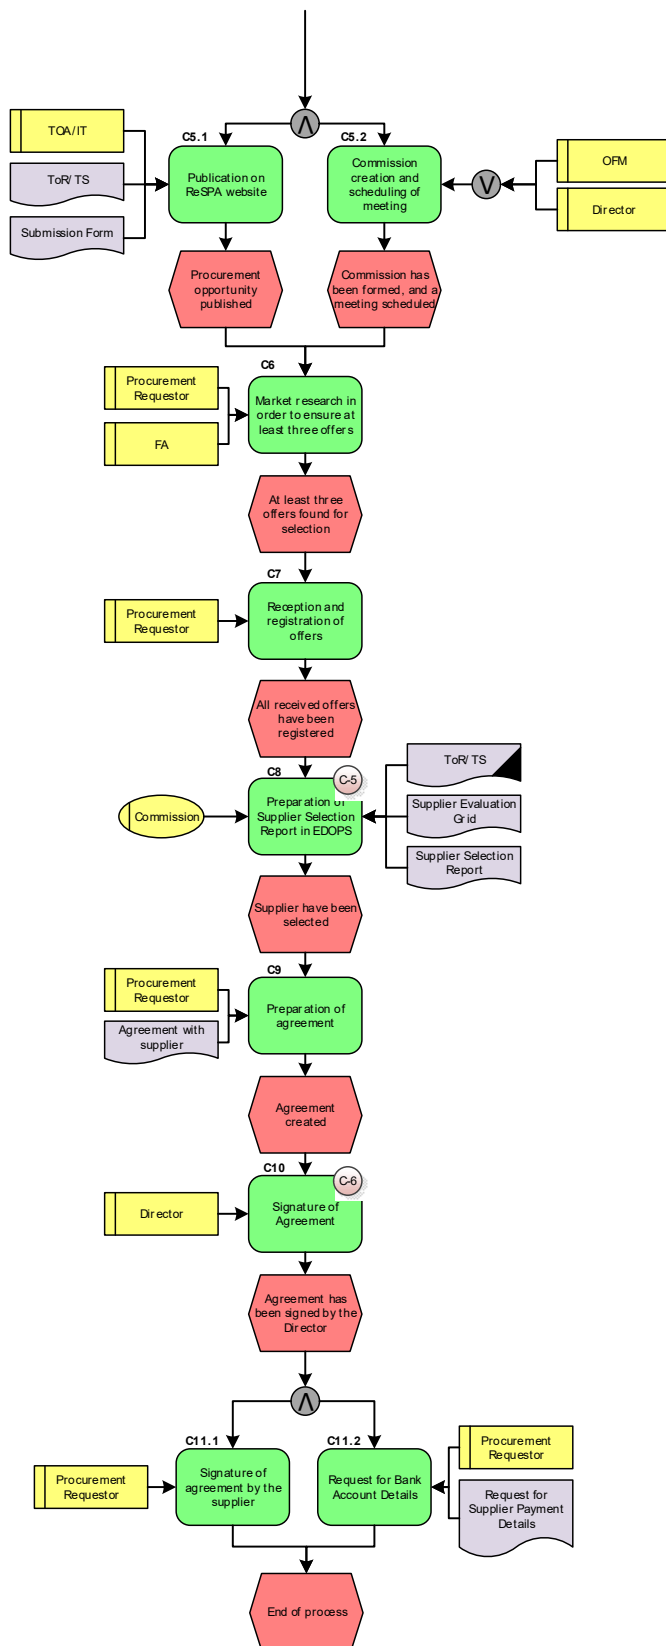 Λ
C5.1
C5.2
TOA/IT
ToR/TS
Submission Form
Publication on
ReSPA website
Commission
creation and
scheduling of
meeting
V
OFM
Director
Procurement
opportunity
published
Commission has
been formed, and a
meeting scheduled
C6
Procurement
Requestor
FA
Market research in
order to ensure at
least three offers
At least three
offers found for
selection
C7
Procurement
Requestor
Reception and
registration of
offers
All received offers
have been
registered
C8
C-5
Commission
Preparation of
Supplier Selection
Report in EDOPS
ToR/TS
Supplier Evaluation
Grid
Supplier Selection
Report
Supplier have been
selected
C9
Procurement
Requestor
Agreement with
supplier
Preparation of
agreement
Agreement
created
C10
C-6
Director
Signature of
Agreement
Agreement has
been signed by the
Director
Λ
C11.1
C11.2
Procurement
Requestor
Signature of
agreement by the
supplier
Request for Bank
Account Details
Procurement
Requestor
Request for
Supplier Payment
Details
End of process